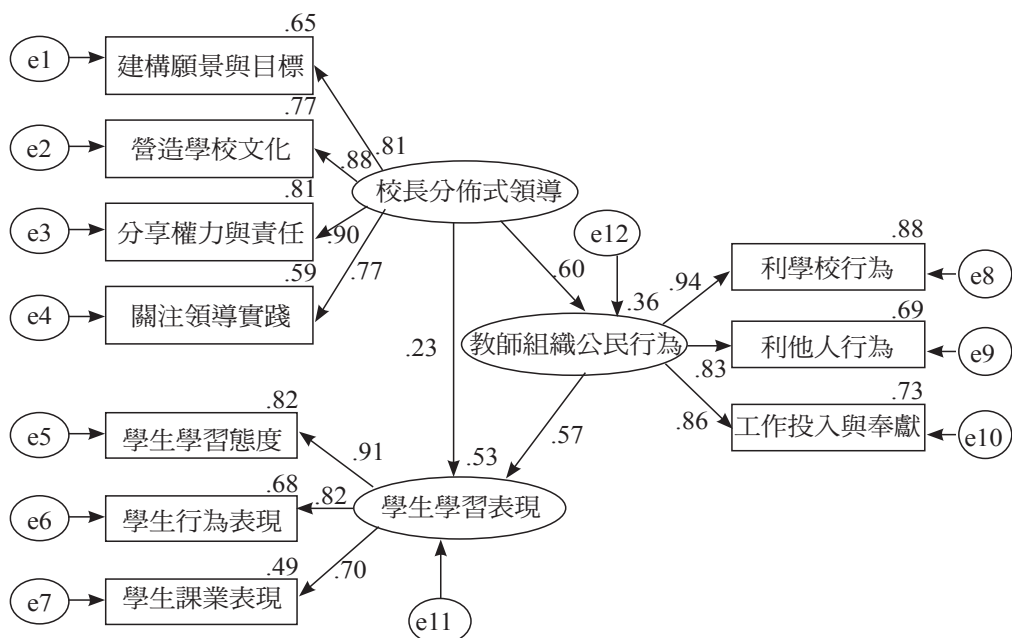 .65
e1
建構願景與目標
.77
e2
營造學校文化
.81
.88
校長分佈式領導
.81
e3
分享權力與責任
.90
e12
.88
利學校行為
e8
.59
.77
.60
.94
e4
關注領導實踐
.36
.69
.23
教師組織公民行為
利他人行為
e9
.83
.82
.73
e5
學生學習態度
.57
.86
工作投入與奉獻
e10
.91
.53
.68
.82
學生學習表現
e6
學生行為表現
.49
.70
e7
學生課業表現
e11